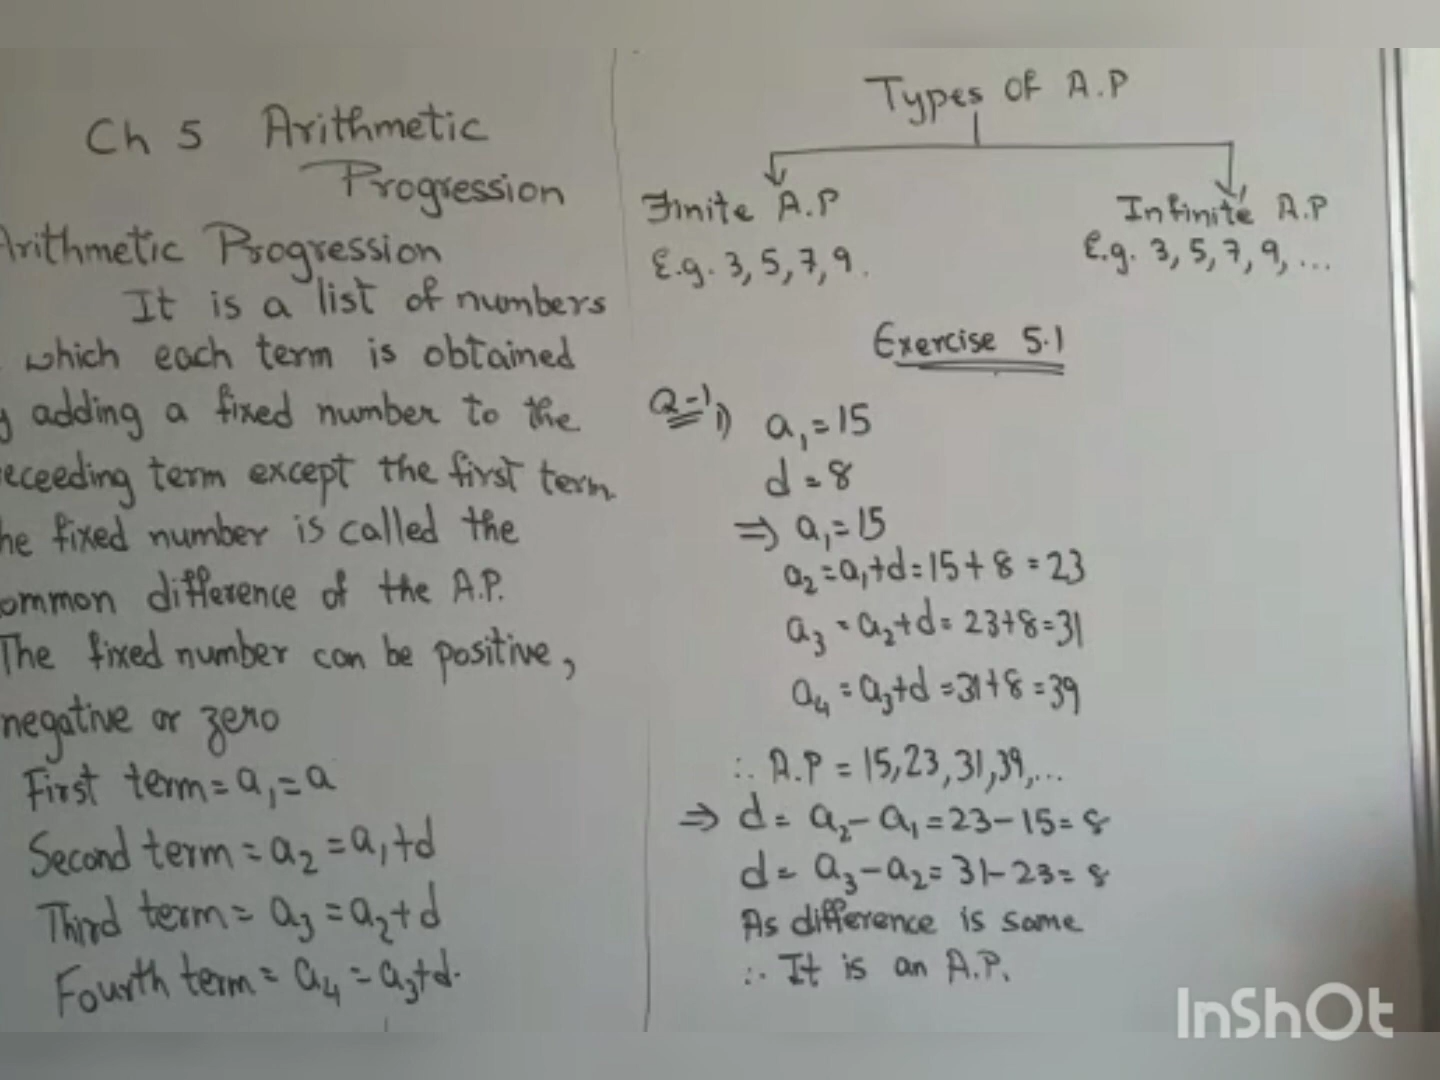 Ch 5 Arithmetic
Progression
Arithmetic Progression
It is a list of numbers
which each term is obtained
adding a fixed number to the
eceeding term except the first term.
he fixed number is called the
ommon difference of the A.P.
The fixed number can be positive,
negative or zero
First term = a₁ = a
Second term = a₂ = a₁+d
Third term = a₃ = a₂+d
Fourth term = a₄ = a₃+d.
Types of A.P
Finite A.P
E.g. 3, 5, 7, 9.
Infinite A.P
E.g. 3, 5, 7, 9, ...
Exercise 5.1
Q-1 1) a₁ = 15
d = 8
⇒ a₁ = 15
a₂ = a₁+d = 15+8 = 23
a₃ = a₂+d = 23+8 = 31
a₄ = a₃+d = 31+8 = 39
∴ A.P = 15, 23, 31, 39, ...
⇒ d = a₂ - a₁ = 23 - 15 = 8
d = a₃ - a₂ = 31 - 23 = 8
As difference is same
∴ It is an A.P.
InShOt